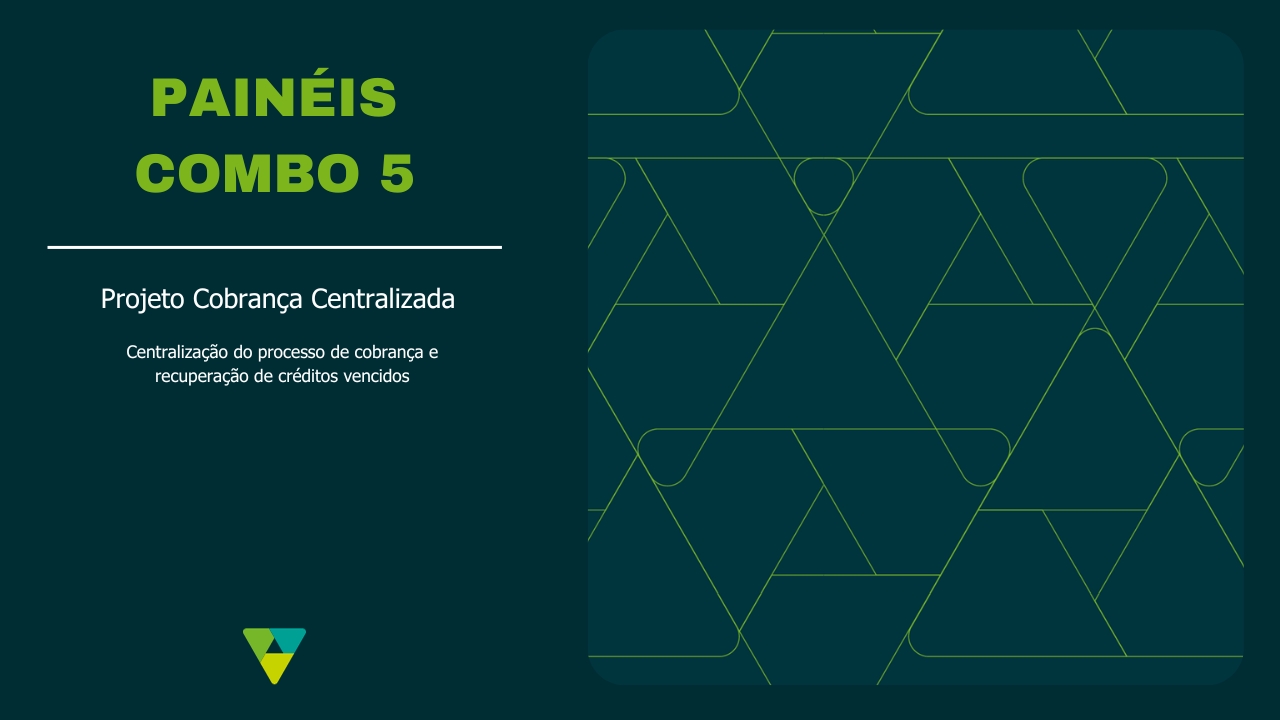 PAINÉIS
COMBO 5
Projeto Cobrança Centralizada
Centralização do processo de cobrança e
recuperação de créditos vencidos